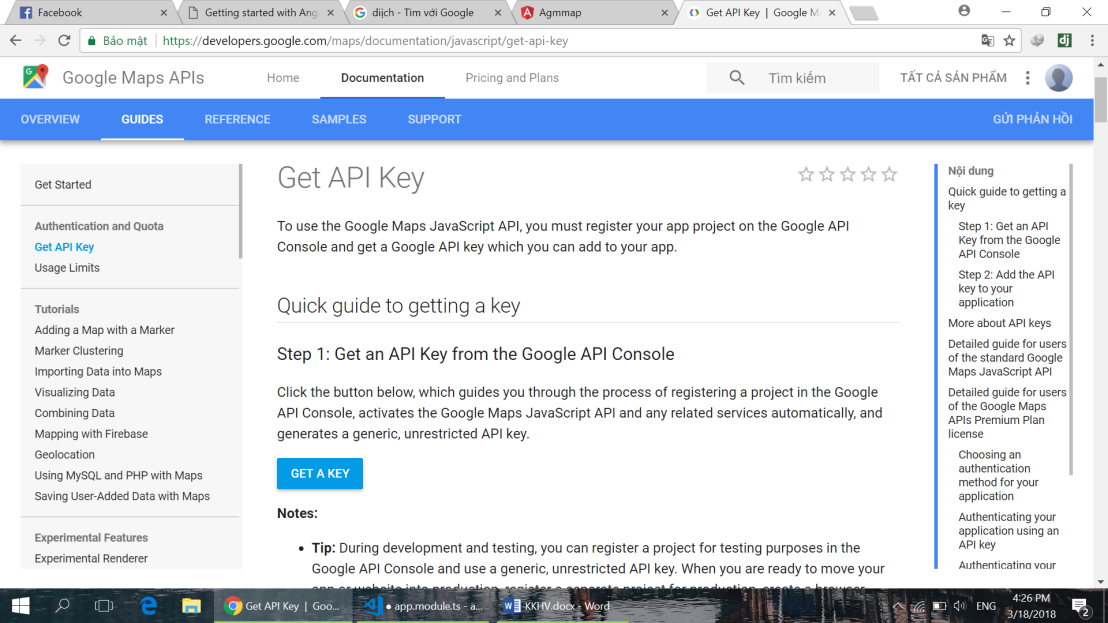 Facebook
Getting started with Ang
diịch - Tìm với Google
Agmmap
Get API Key | Google M
Bảo mật
https://developers.google.com/maps/documentation/javascript/get-api-key
Google Maps APIs
Home
Documentation
Pricing and Plans
Tìm kiếm
TẤT CẢ SẢN PHẨM
OVERVIEW
GUIDES
REFERENCE
SAMPLES
SUPPORT
GỬI PHẢN HỒI
Get Started
Authentication and Quota
Get API Key
Usage Limits
Tutorials
Adding a Map with a Marker
Marker Clustering
Importing Data into Maps
Visualizing Data
Combining Data
Mapping with Firebase
Geolocation
Using MySQL and PHP with Maps
Saving User-Added Data with Maps
Experimental Features
Experimental Renderer
Get API Key
To use the Google Maps JavaScript API, you must register your app project on the Google API
Console and get a Google API key which you can add to your app.
Quick guide to getting a key
Step 1: Get an API Key from the Google API Console
Click the button below, which guides you through the process of registering a project in the Google
API Console, activates the Google Maps JavaScript API and any related services automatically, and
generates a generic, unrestricted API key.
GET A KEY
Notes:
• Tip: During development and testing, you can register a project for testing purposes in the
Google API Console and use a generic, unrestricted API key. When you are ready to move your
app or website into production, register a separate project for production, create a browser
Nội dung
Quick guide to getting a
key
Step 1: Get an API
Key from the Google
API Console
Step 2: Add the API
key to your
application
More about API keys
Detailed guide for users
of the standard Google
Maps JavaScript API
Detailed guide for users
of the Google Maps
APIs Premium Plan
license
Choosing an
authentication
method for your
application
Authenticating your
application using an
API key
Authenticating your
Get API Key | Goo...
● app.module.ts - a...
KKHV.docx - Word
ENG
4:26 PM
3/18/2018
2